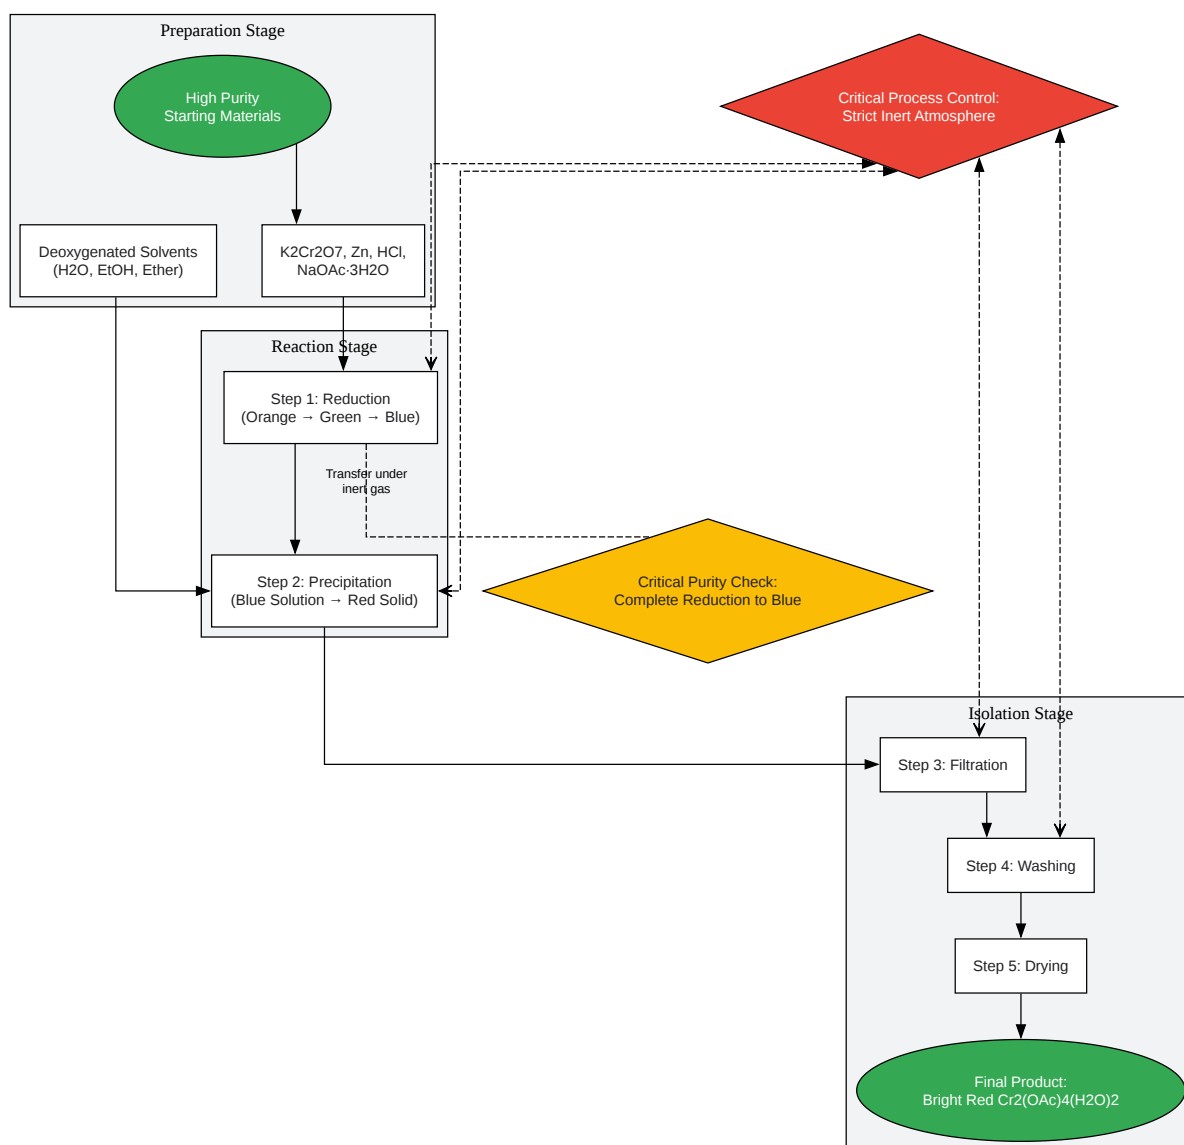 Preparation Stage
High Purity
Starting Materials
Critical Process Control:
Strict Inert Atmosphere
Deoxygenated Solvents
(H2O, EtOH, Ether)
K2Cr2O7, Zn, HCl,
NaOAc·3H2O
Reaction Stage
Step 1: Reduction
(Orange → Green → Blue)
Transfer under
inert gas
Step 2: Precipitation
(Blue Solution → Red Solid)
Critical Purity Check:
Complete Reduction to Blue
Isolation Stage
Step 3: Filtration
Step 4: Washing
Step 5: Drying
Final Product:
Bright Red Cr2(OAc)4(H2O)2